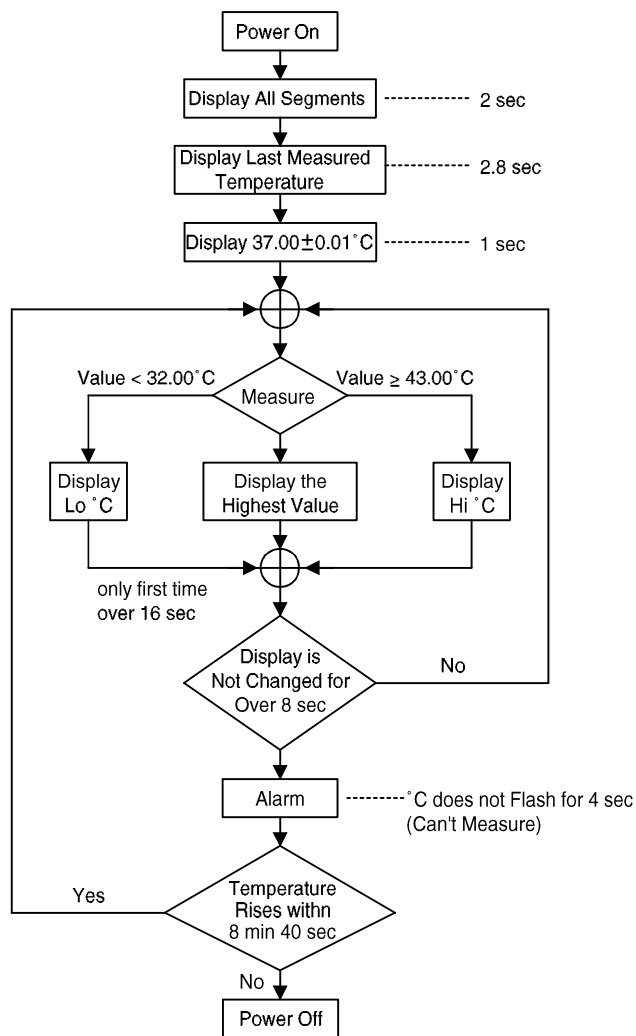 Power On
Display All Segments
2 sec
Display Last Measured
Temperature
2.8 sec
Display 37.00±0.01˚C
1 sec
Value < 32.00˚C
Value ≥ 43.00˚C
Measure
Display
Lo ˚C
Display the
Highest Value
Display
Hi ˚C
only first time
over 16 sec
Display is
Not Changed for
Over 8 sec
No
Alarm
˚C does not Flash for 4 sec
(Can't Measure)
Yes
Temperature
Rises withn
8 min 40 sec
No
Power Off